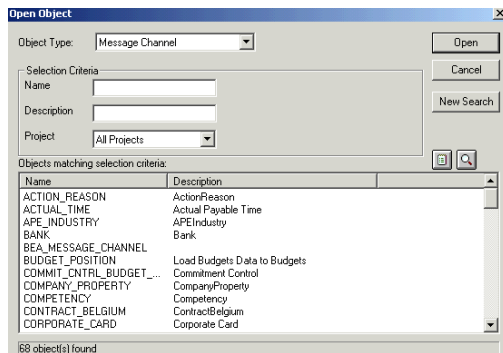 Open Object
Object Type: Message Channel
Open
Selection Criteria
Cancel
Name
New Search
Description
Project All Projects
Objects matching selection criteria:
Name Description
ACTION_REASON ActionReason
ACTUAL_TIME Actual Payable Time
APE_INDUSTRY APEIndustry
BANK Bank
BEA_MESSAGE_CHANNEL
BUDGET_POSITION Load Budgets Data to Budgets
COMMIT_CNTRL_BUDGET_... Commitment Control
COMPANY_PROPERTY CompanyProperty
COMPETENCY Competency
CONTRACT_BELGIUM ContractBelgium
CORPORATE_CARD Corporate Card
68 object(s) found